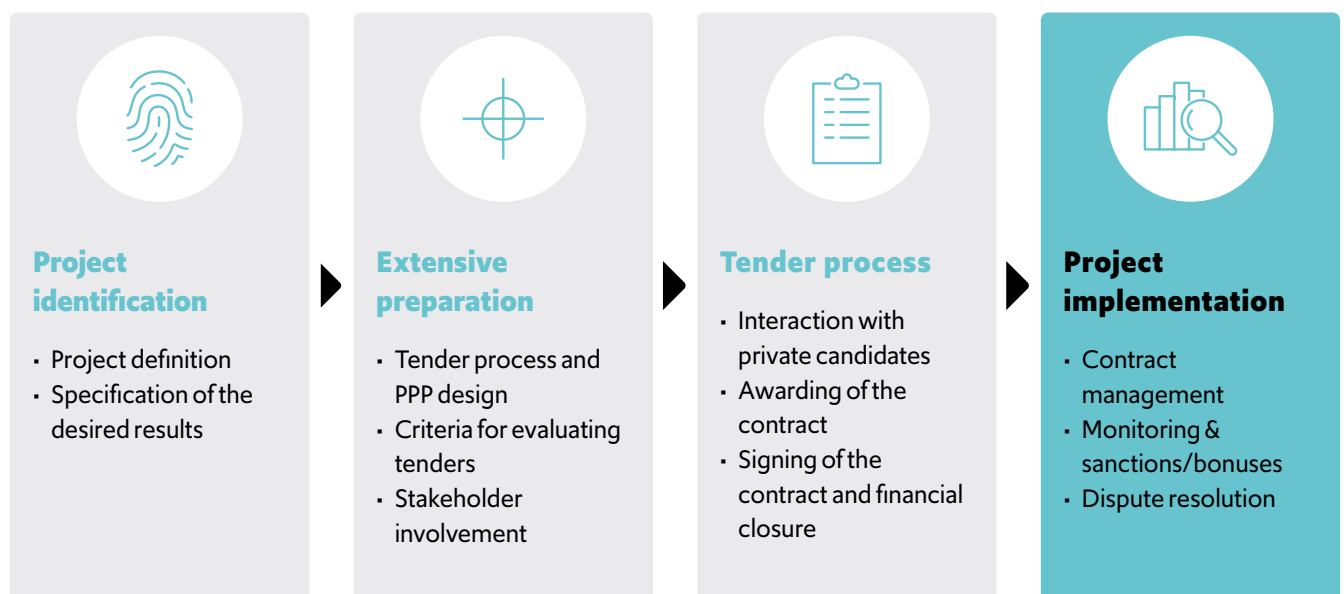 Project
identification
· Project definition
· Specification of the
desired results
Extensive
preparation
· Tender process and
PPP design
· Criteria for evaluating
tenders
· Stakeholder
involvement
Tender process
· Interaction with
private candidates
· Awarding of the
contract
· Signing of the
contract and financial
closure
Project
implementation
· Contract
management
· Monitoring &
sanctions/bonuses
· Dispute resolution